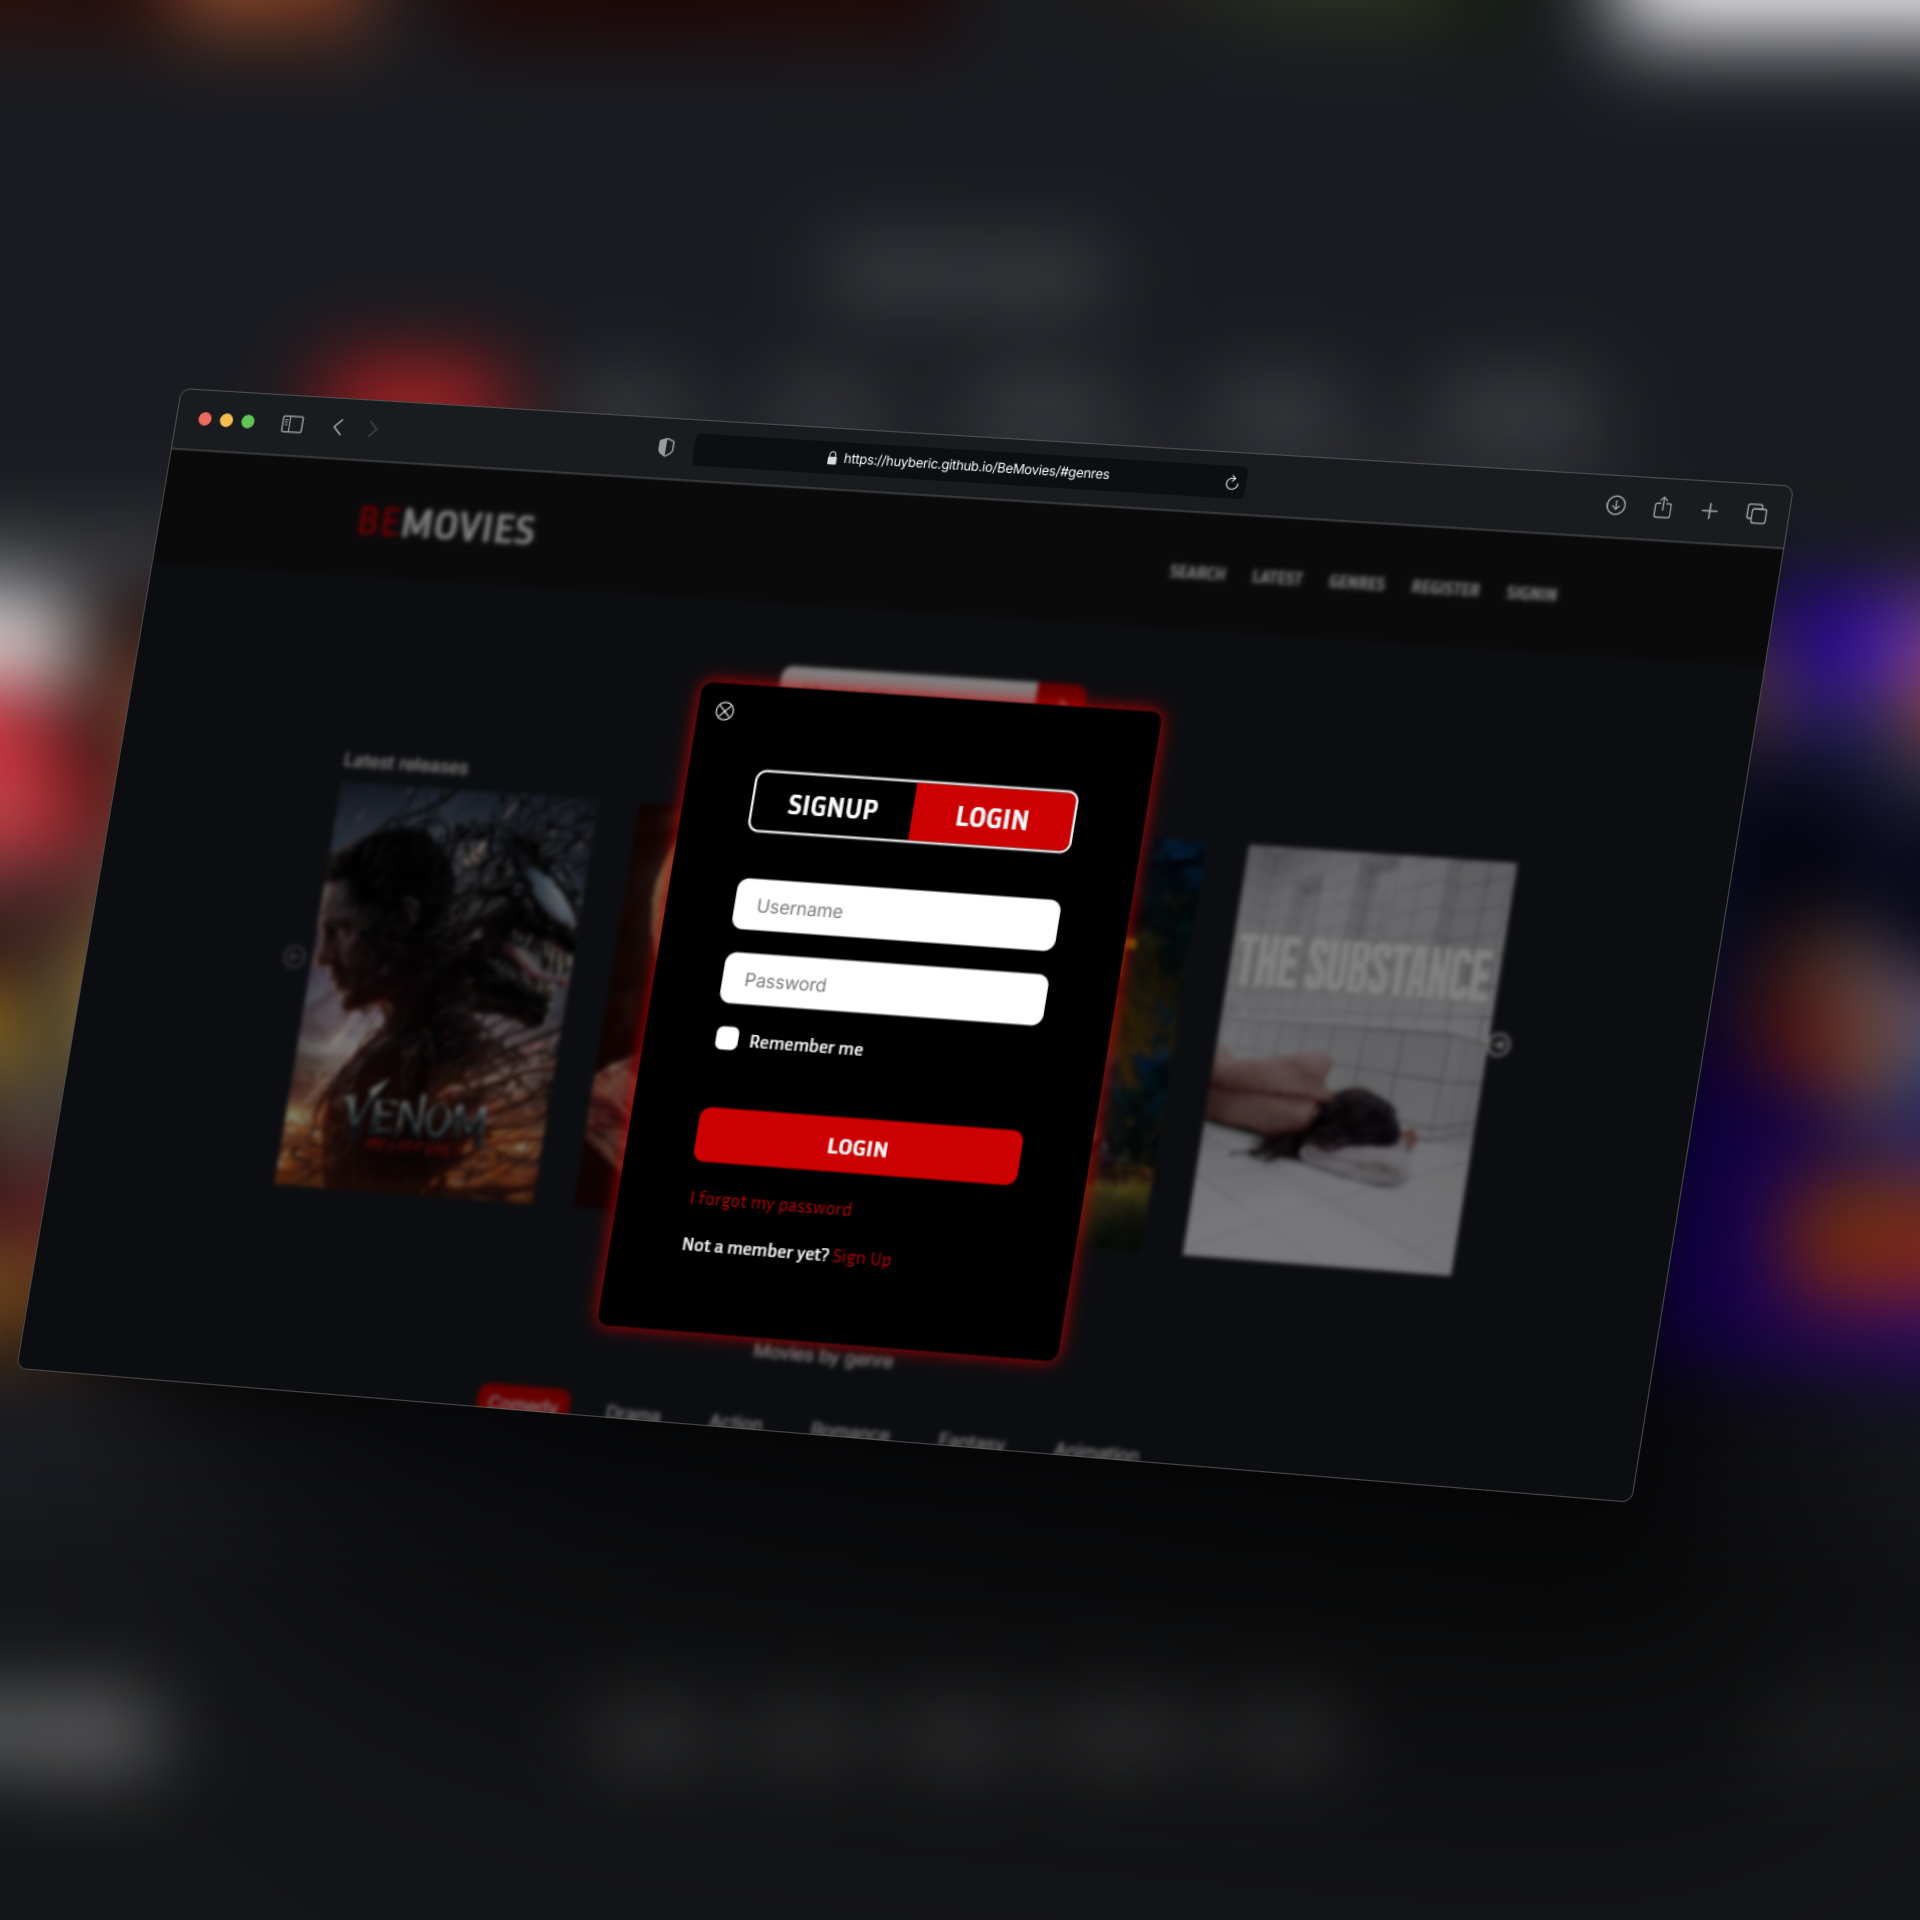 https://huyberic.github.io/BeMovies/#genres
BEMOVIES
SEARCH LATEST GENRES REGISTER SIGNIN
SIGNUP LOGIN
Latest releases
Username
THE SUBSTANCE
Password
Remember me
VENOM
LOGIN
I forgot my password
Not a member yet? Sign Up
Movies by genre
Comedy Drama Action Romance Fantasy Animation